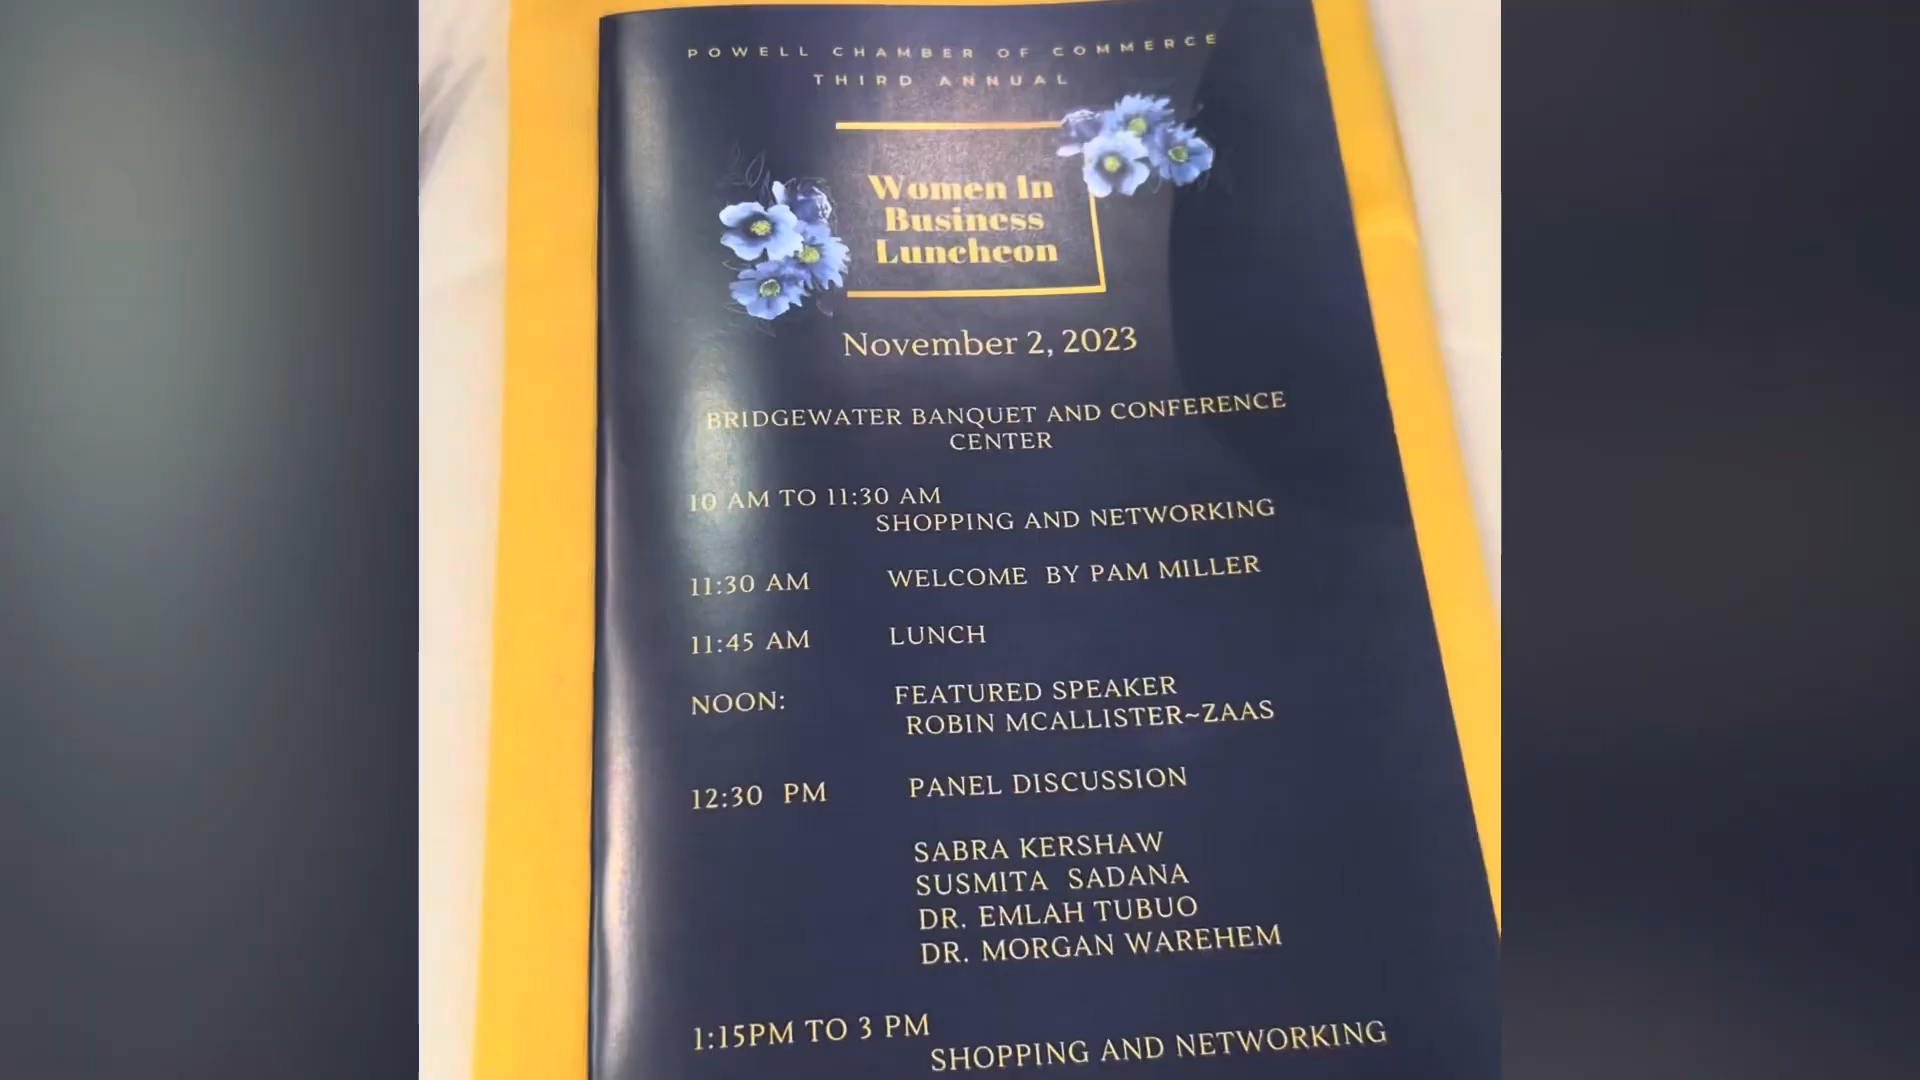 POWELL CHAMBER OF COMMERCE
THIRD ANNUAL
Women In
Business
Luncheon
November 2, 2023
BRIDGEWATER BANQUET AND CONFERENCE
CENTER
10 AM TO 11:30 AM
SHOPPING AND NETWORKING
11:30 AM WELCOME BY PAM MILLER
11:45 AM LUNCH
NOON: FEATURED SPEAKER
ROBIN MCALLISTER~ZAAS
12:30 PM PANEL DISCUSSION
SABRA KERSHAW
SUSMITA SADANA
DR. EMLAH TUBUO
DR. MORGAN WAREHEM
1:15PM TO 3 PM
SHOPPING AND NETWORKING